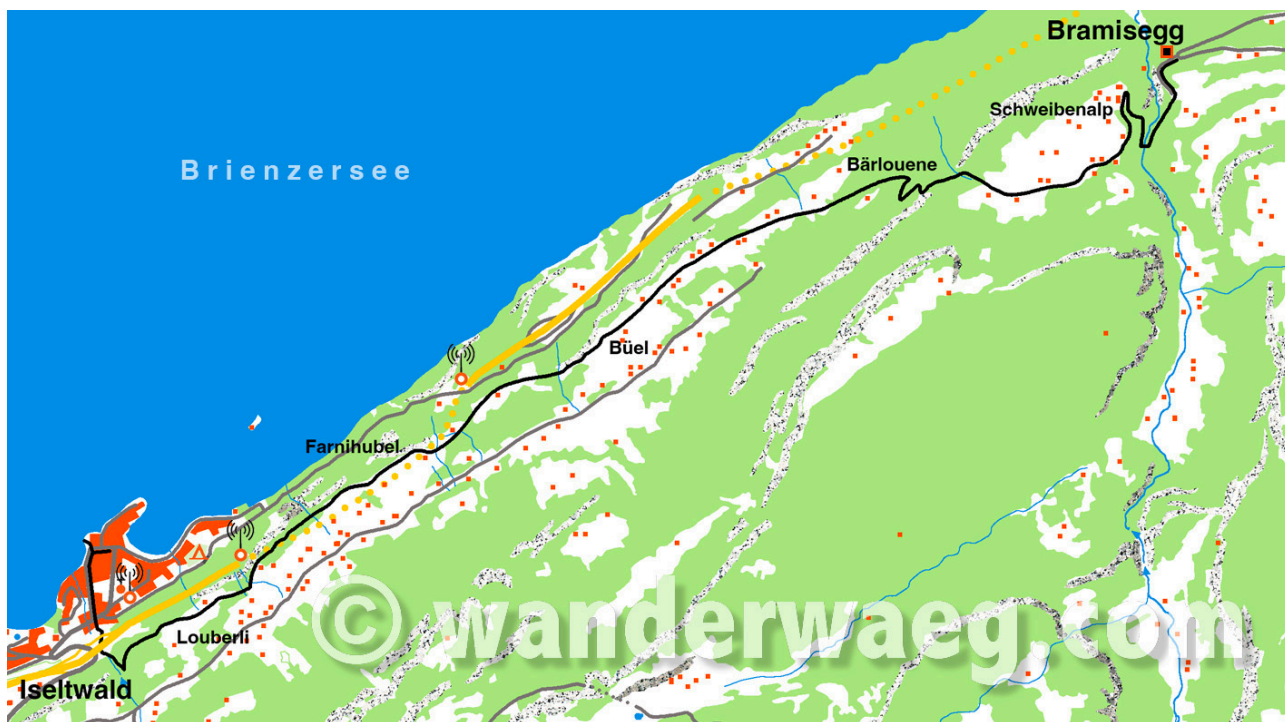 Bramisegg
Schweibenalp
Brienzersee
Bärlouene
Büel
Farnihubel
Louberli
© wanderwaeg.com
Iseltwald